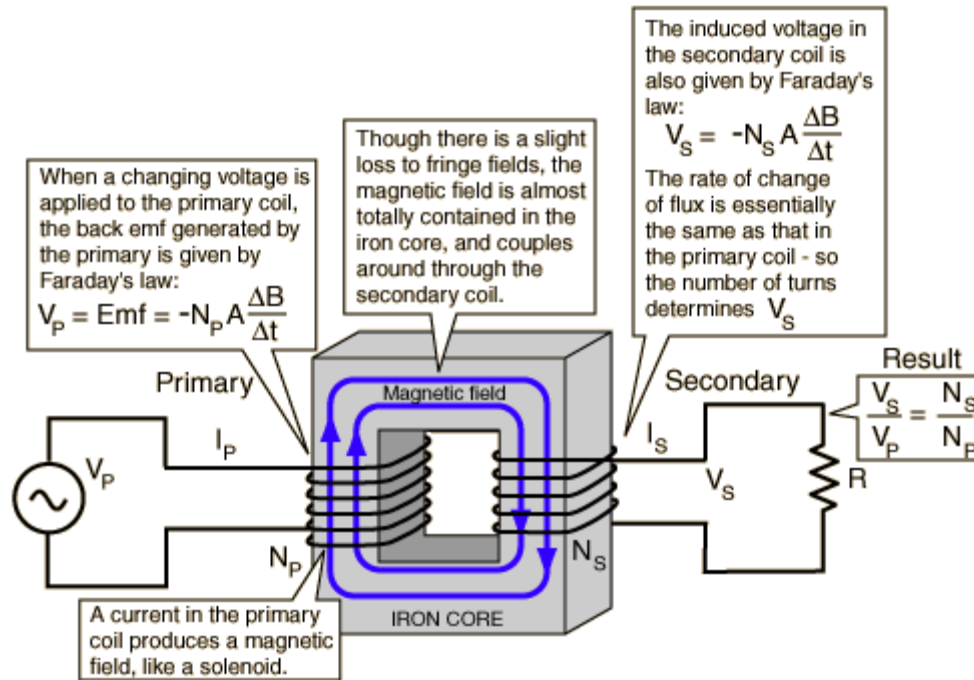 When a changing voltage is
applied to the primary coil,
the back emf generated by
the primary is given by
Faraday's law:
V_P = Emf = -N_P A ΔB/Δt
Though there is a slight
loss to fringe fields, the
magnetic field is almost
totally contained in the
iron core, and couples
around through the
secondary coil.
The induced voltage in
the secondary coil is
also given by Faraday's
law:
V_S = -N_S A ΔB/Δt
The rate of change
of flux is essentially
the same as that in
the primary coil - so
the number of turns
determines V_S
Primary
Magnetic field
Secondary
Result
V_S/V_P = N_S/N_P
I_P
I_S
V_P
V_S
R
N_P
N_S
IRON CORE
A current in the primary
coil produces a magnetic
field, like a solenoid.